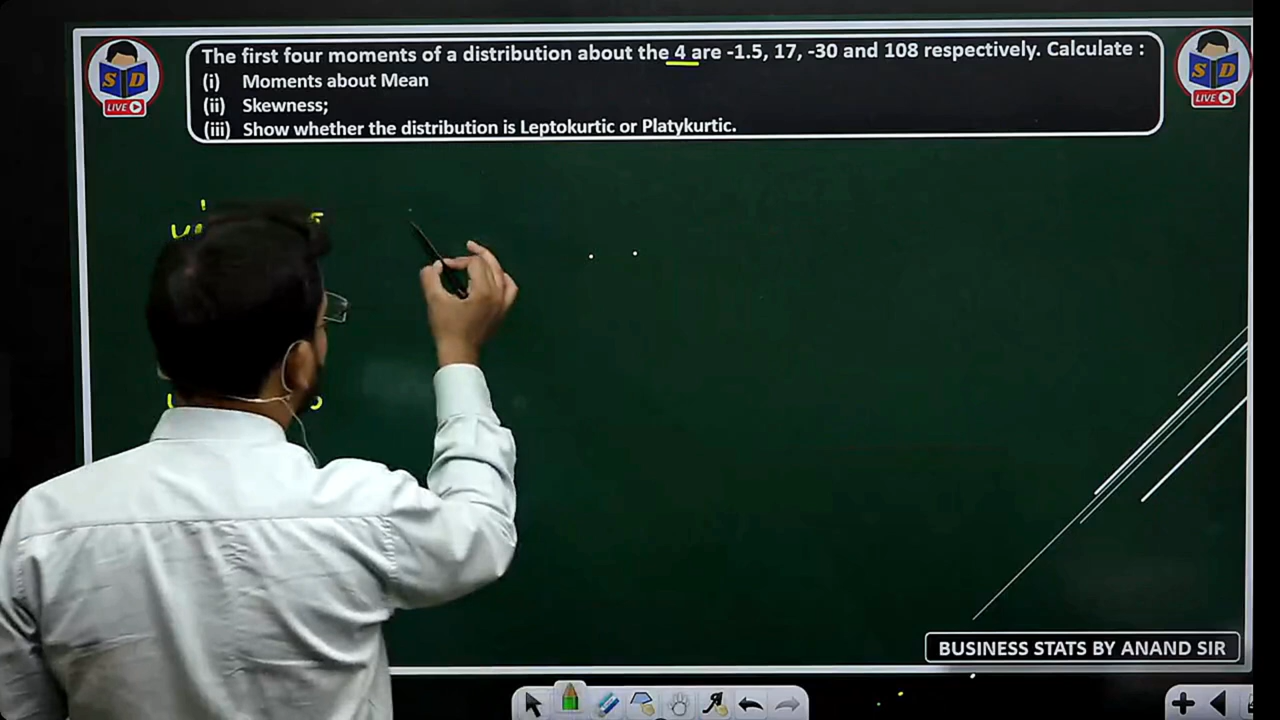 The first four moments of a distribution about the 4 are -1.5, 17, -30 and 108 respectively. Calculate :
(i) Moments about Mean
(ii) Skewness;
(iii) Show whether the distribution is Leptokurtic or Platykurtic.
S D
LIVE
S D
LIVE
BUSINESS STATS BY ANAND SIR